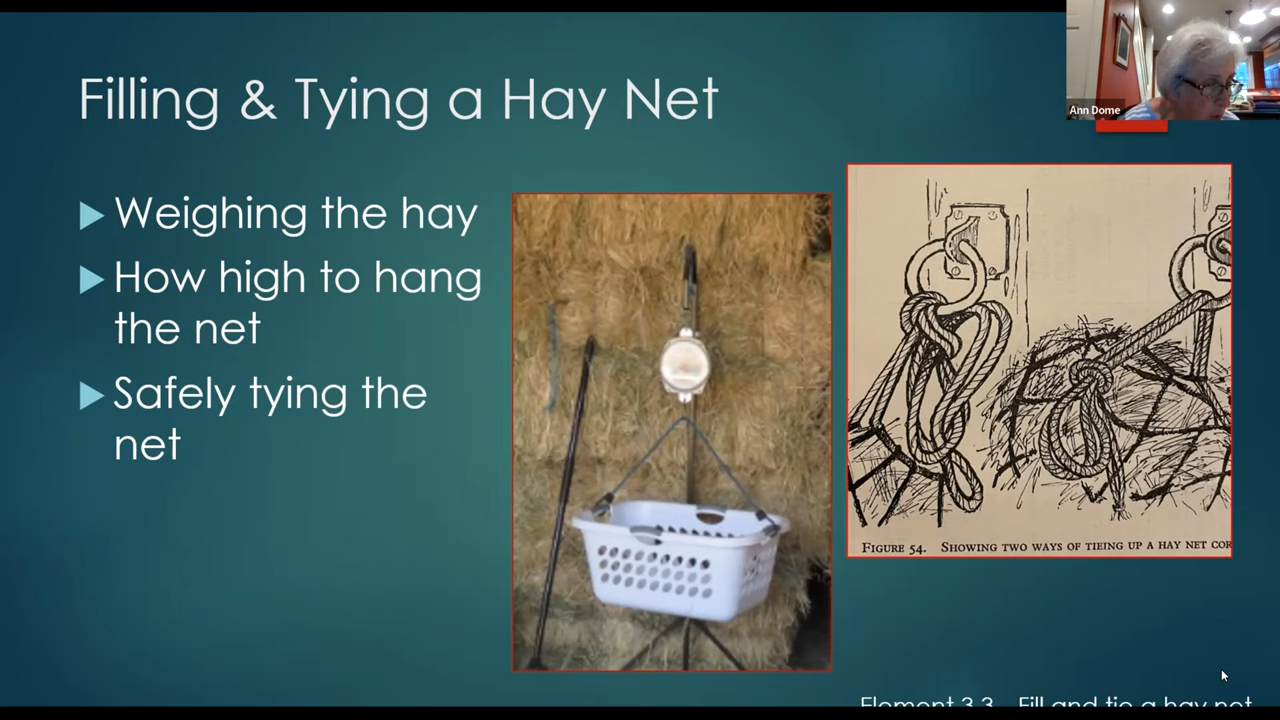 Filling & Tying a Hay Net
Ann Dome
Weighing the hay
How high to hang
the net
Safely tying the
net
FIGURE 54. SHOWING TWO WAYS OF TIEING UP A HAY NET COR
Element 3.3 Fill and tie a hay net